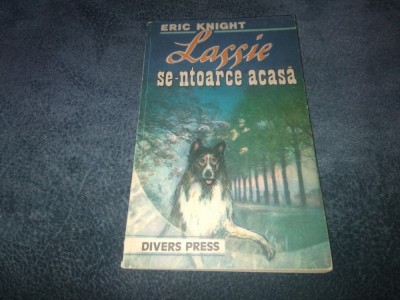 ERIC KNIGHT
Lassie
se-ntoarce acasă
DIVERS PRESS